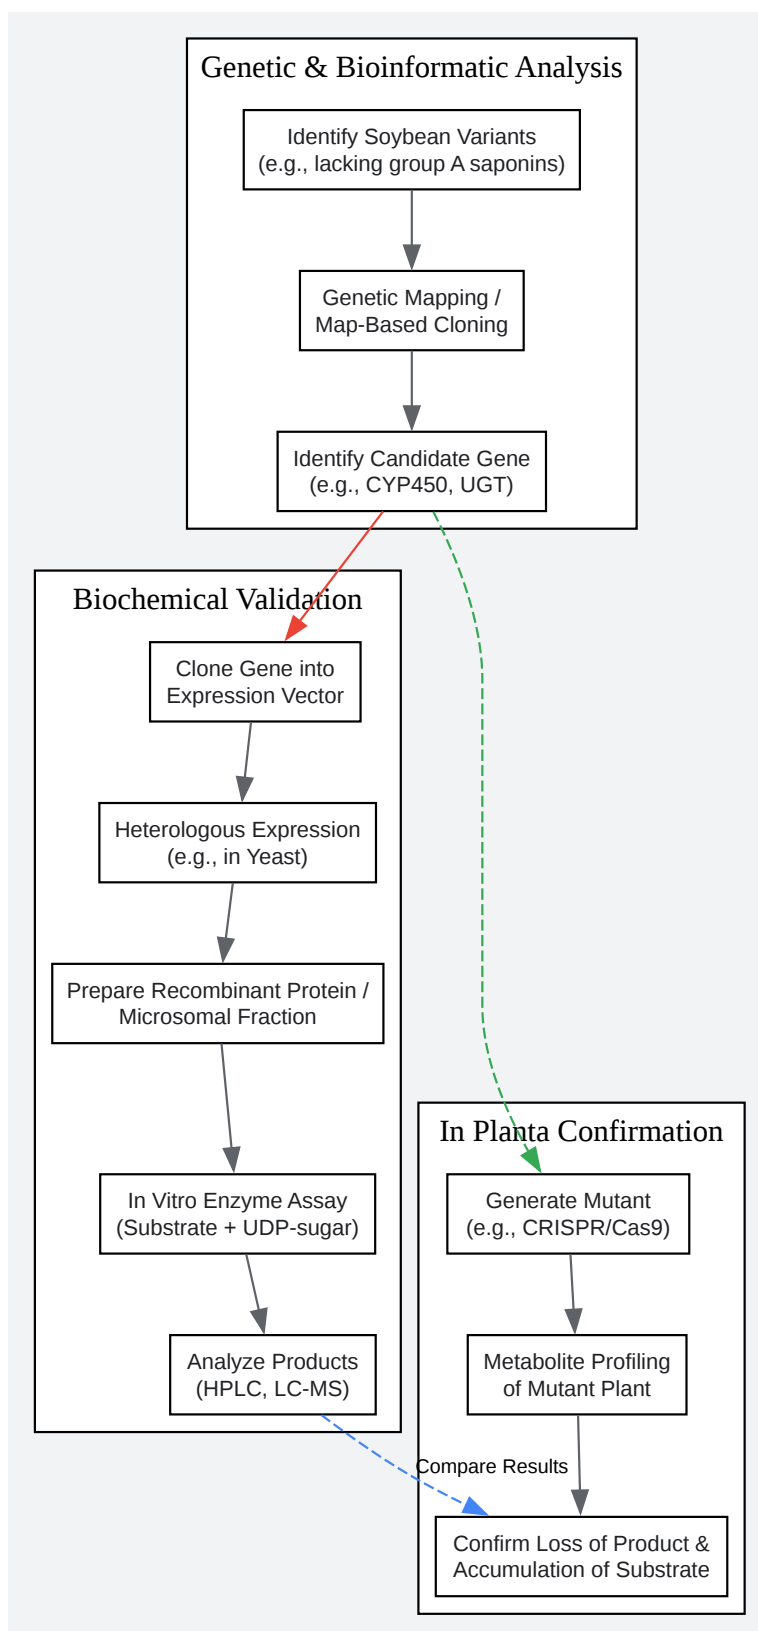 Genetic & Bioinformatic Analysis
Identify Soybean Variants
(e.g., lacking group A saponins)
Genetic Mapping /
Map-Based Cloning
Identify Candidate Gene
(e.g., CYP450, UGT)
Biochemical Validation
Clone Gene into
Expression Vector
Heterologous Expression
(e.g., in Yeast)
Prepare Recombinant Protein /
Microsomal Fraction
In Vitro Enzyme Assay
(Substrate + UDP-sugar)
Analyze Products
(HPLC, LC-MS)
In Planta Confirmation
Generate Mutant
(e.g., CRISPR/Cas9)
Metabolite Profiling
of Mutant Plant
Compare Results
Confirm Loss of Product &
Accumulation of Substrate